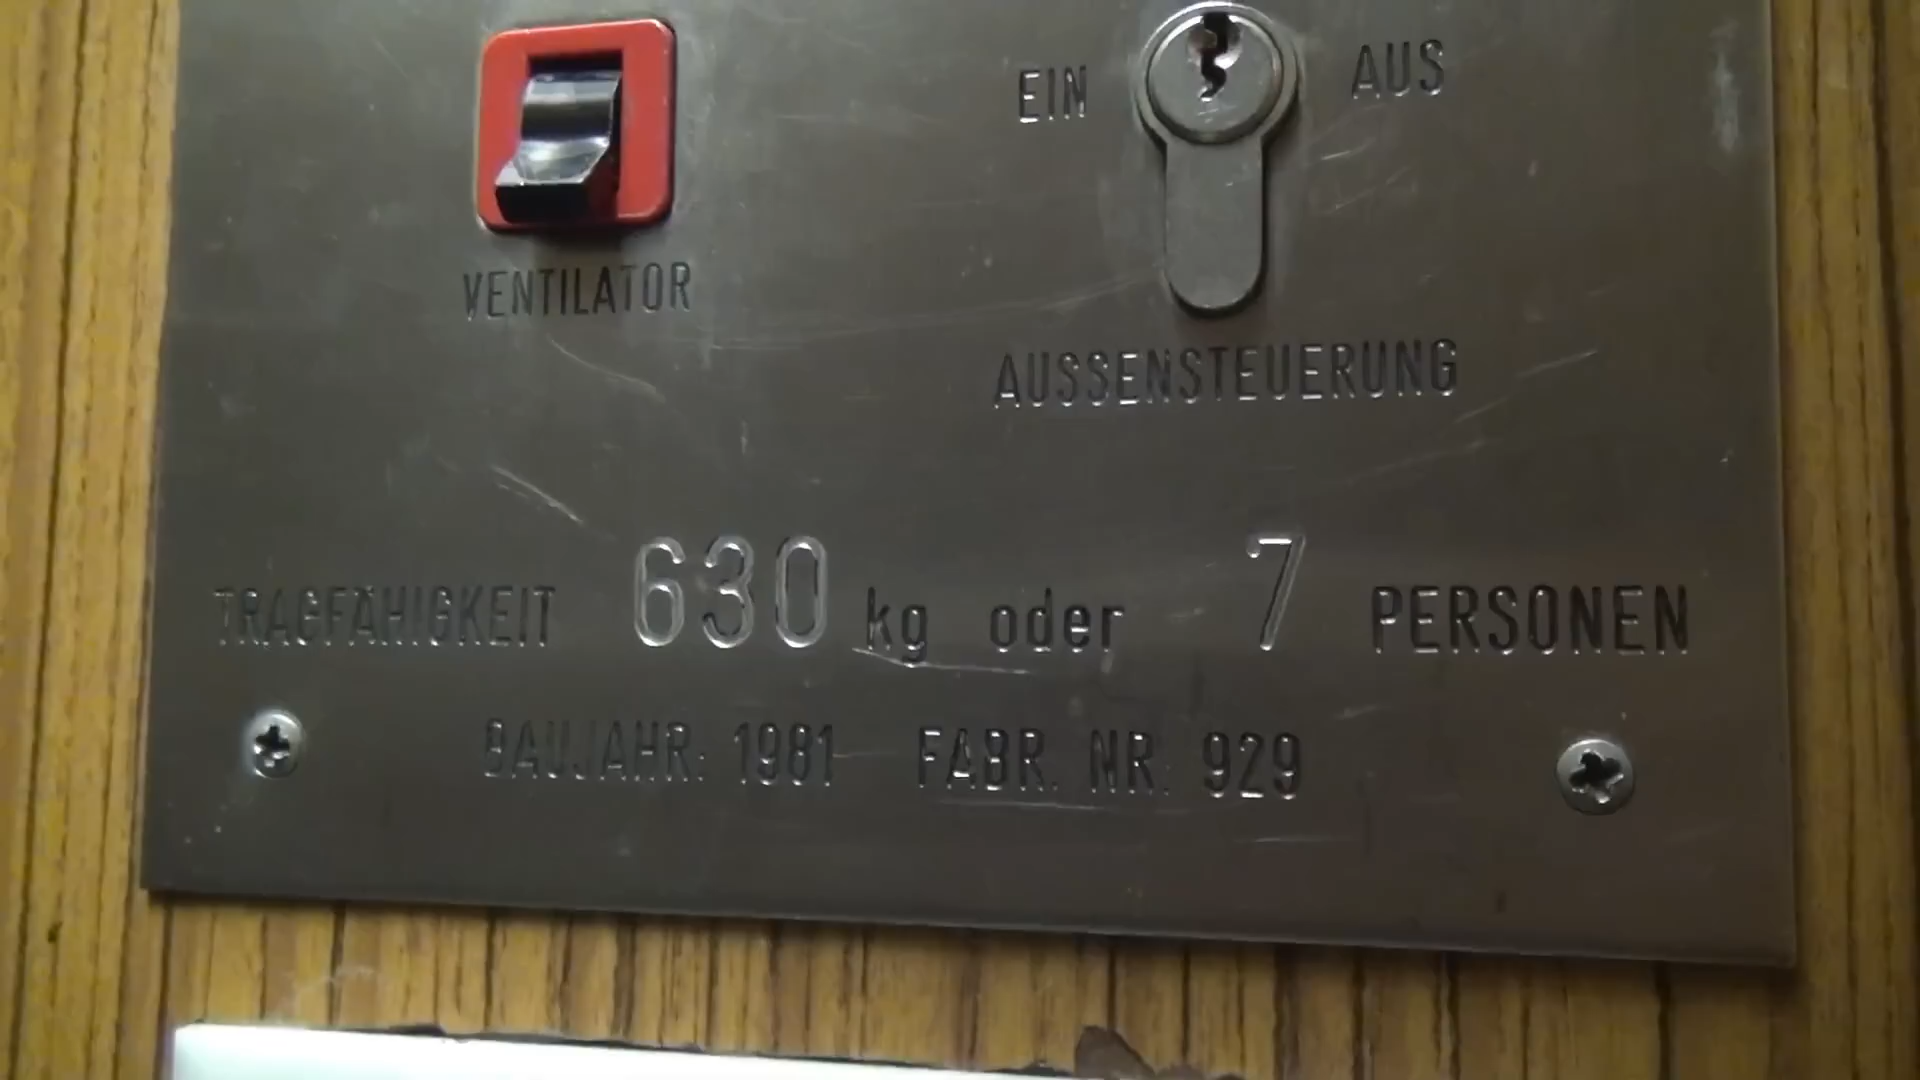 EIN AUS
VENTILATOR
AUSSENSTEUERUNG
TRAGFÄHIGKEIT 630 kg oder 7 PERSONEN
BAUJAHR: 1981 FABR. NR. 929